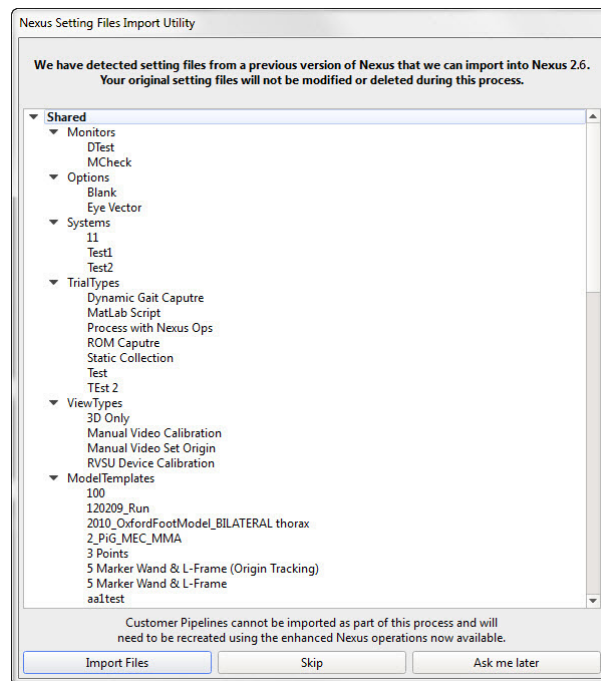 Nexus Setting Files Import Utility
We have detected setting files from a previous version of Nexus that we can import into Nexus 2.6.
Your original setting files will not be modified or deleted during this process.
Shared
Monitors
DTest
MCheck
Options
Blank
Eye Vector
Systems
11
Test1
Test2
TrialTypes
Dynamic Gait Caputre
MatLab Script
Process with Nexus Ops
ROM Caputre
Static Collection
Test
TEst 2
ViewTypes
3D Only
Manual Video Calibration
Manual Video Set Origin
RVSU Device Calibration
ModelTemplates
100
120209_Run
2010_OxfordFootModel_BILATERAL thorax
2_PiG_MEC_MMA
3 Points
5 Marker Wand & L-Frame (Origin Tracking)
5 Marker Wand & L-Frame
aa1test
Customer Pipelines cannot be imported as part of this process and will
need to be recreated using the enhanced Nexus operations now available.
Import Files Skip Ask me later